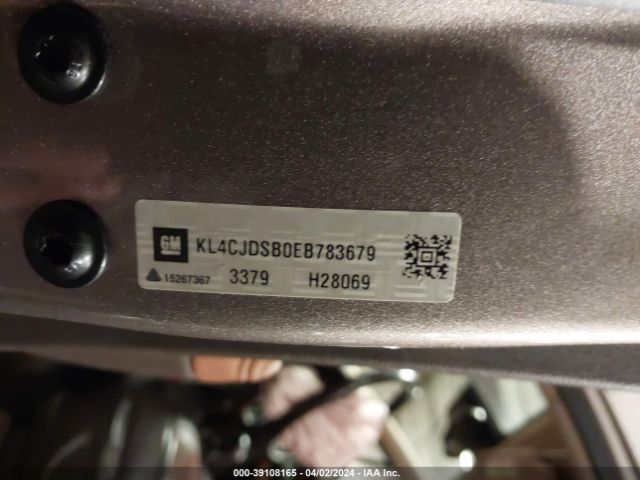 GM
KL4CJDSB0EB783679
15267367 3379 H28069
000-39108165 - 04/02/2024 - IAA Inc.